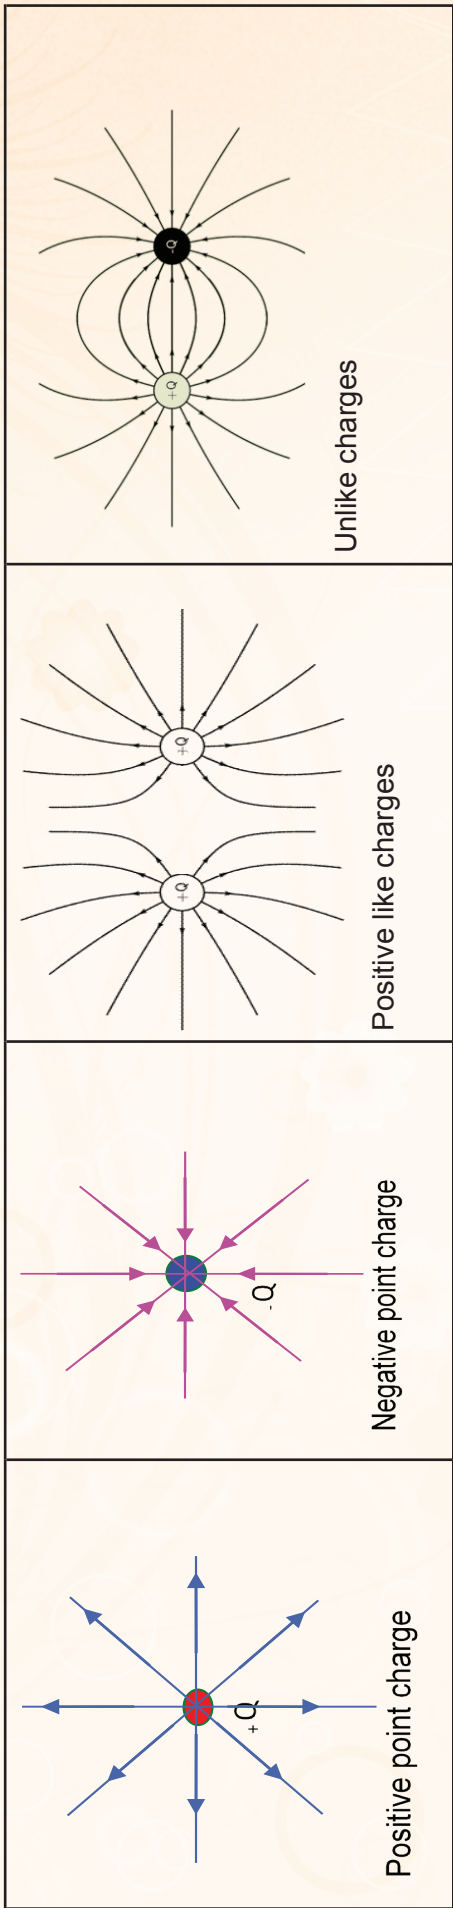 +Q
Positive point charge
-Q
Negative point charge
+Q
+Q
Positive like charges
+Q
-Q
Unlike charges